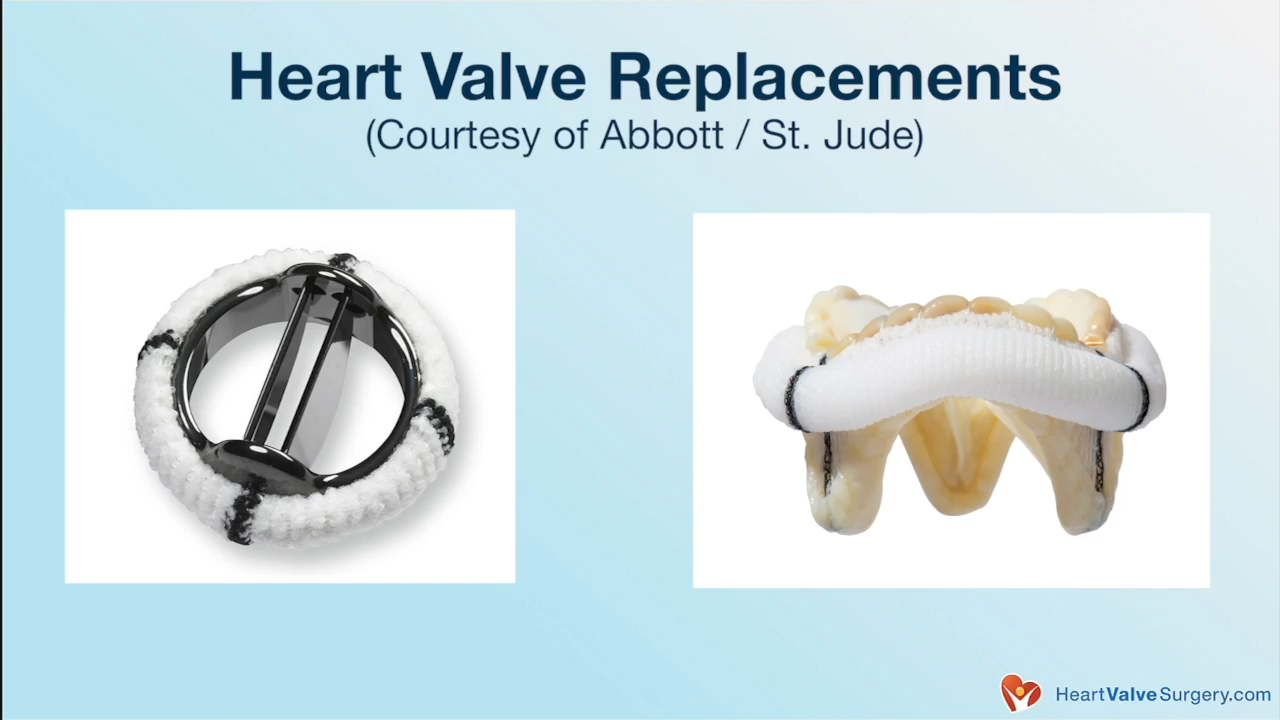 Heart Valve Replacements
(Courtesy of Abbott / St. Jude)
HeartValveSurgery.com